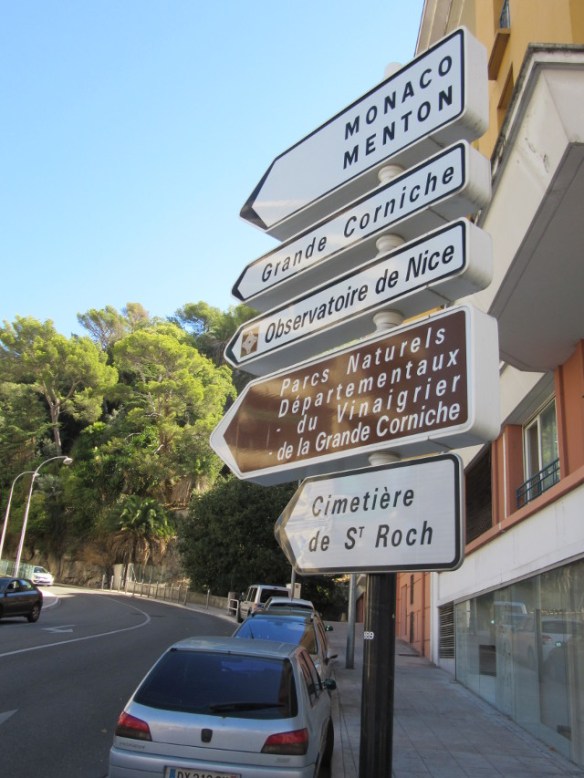 MONACO
MENTON
Grande Corniche
Observatoire de Nice
Parcs Naturels
Départementaux
- du Vinaigrier
- de la Grande Corniche
Cimetière
de ST Roch